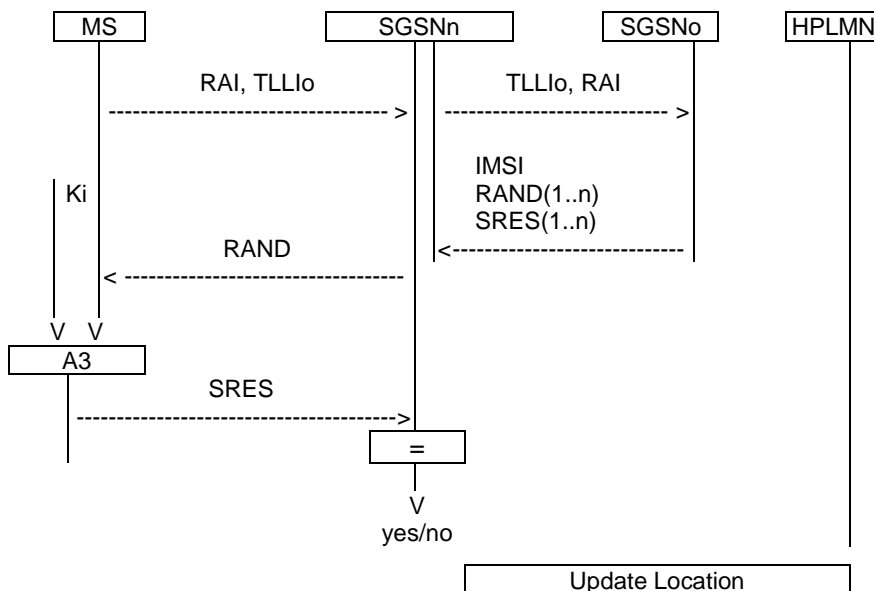 MS SGSNn SGSNo HPLMN
RAI, TLLIo TLLIo, RAI
------------------------------------ > ------------------------------- >
IMSI
Ki RAND(1..n)
SRES(1..n)
RAND <-----------------------------
< ------------------------------------
V V
A3
SRES
----------------------------------------->
=
V
yes/no
Update Location